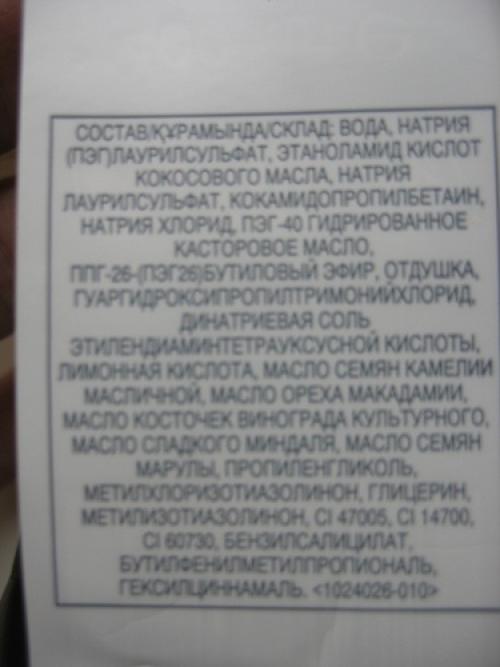 СОСТАВ/ҚҰРАМЫНДА/СКЛАД: ВОДА, НАТРИЯ
(ПЭГ)ЛАУРИЛСУЛЬФАТ, ЭТАНОЛАМИД КИСЛОТ
КОКОСОВОГО МАСЛА, НАТРИЯ
ЛАУРИЛСУЛЬФАТ, КОКАМИДОПРОПИЛБЕТАИН,
НАТРИЯ ХЛОРИД, ПЭГ-40 ГИДРИРОВАННОЕ
КАСТОРОВОЕ МАСЛО,
ППГ-26-(ПЭГ26)БУТИЛОВЫЙ ЭФИР, ОТДУШКА,
ГУАРГИДРОКСИПРОПИЛТРИМОНИЙХЛОРИД,
ДИНАТРИЕВАЯ СОЛЬ
ЭТИЛЕНДИАМИНТЕТРАУКСУСНОЙ КИСЛОТЫ,
ЛИМОННАЯ КИСЛОТА, МАСЛО СЕМЯН КАМЕЛИИ
МАСЛИЧНОЙ, МАСЛО ОРЕХА МАКАДАМИИ,
МАСЛО КОСТОЧЕК ВИНОГРАДА КУЛЬТУРНОГО,
МАСЛО СЛАДКОГО МИНДАЛЯ, МАСЛО СЕМЯН
МАРУЛЫ, ПРОПИЛЕНГЛИКОЛЬ,
МЕТИЛХЛОРИЗОТИАЗОЛИНОН, ГЛИЦЕРИН,
МЕТИЛИЗОТИАЗОЛИНОН, CI 47005, CI 14700,
CI 60730, БЕНЗИЛСАЛИЦИЛАТ,
БУТИЛФЕНИЛМЕТИЛПРОПИОНАЛЬ,
ГЕКСИЛЦИННАМАЛЬ. <1024026-010>